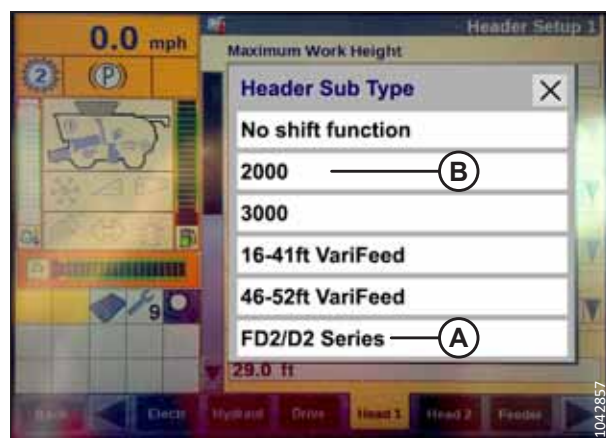 0.0 mph
Header Setup 1
Maximum Work Height
2
P
Header Sub Type
No shift function
2000
B
3000
16-41ft VariFeed
46-52ft VariFeed
FD2/D2 Series
A
9
29.0 ft
Back
Electr
Hydraul
Drive
Head 1
Head 2
Feeder
1042857